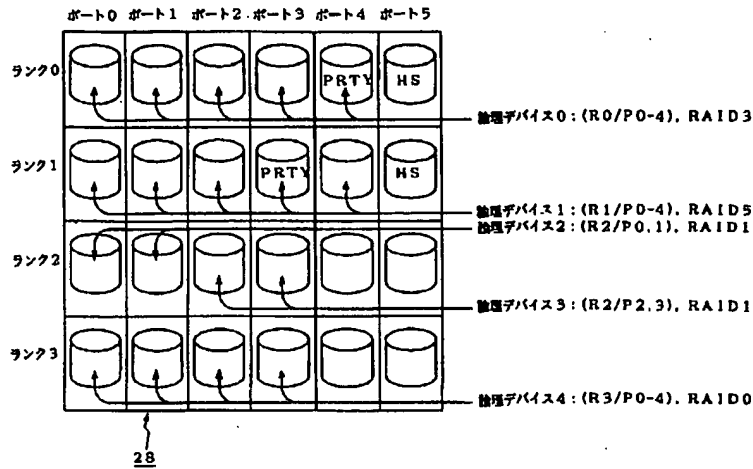 ポート0 ポート1 ポート2 ポート3 ポート4 ポート5
ランク0
PRTY HS
論理デバイス0:(R0/P0-4), RAID3
ランク1
PRTY HS
論理デバイス1:(R1/P0-4), RAID5
論理デバイス2:(R2/P0,1), RAID1
ランク2
論理デバイス3:(R2/P2,3), RAID1
ランク3
論理デバイス4:(R3/P0-4), RAID0
28